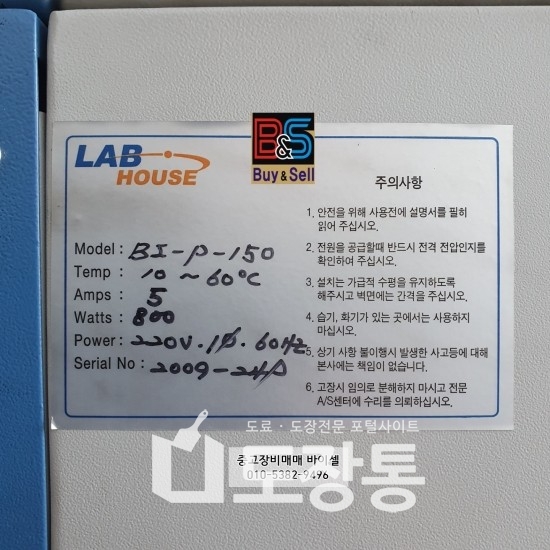 LAB
HOUSE
B&S
Buy & Sell
주의사항
Model : BI-P-150
Temp : 10 ~ 60°C
Amps : 5
Watts : 800
Power : 220V. 1Ø. 60Hz
Serial No : 2009-24P
1. 안전을 위해 사용전에 설명서를 필히
읽어 주십시오.
2. 전원을 공급할때 반드시 전격 전압인지를
확인하여 주십시오.
3. 설치는 가급적 수평을 유지하도록
해주시고 벽면에는 간격을 주십시오.
4. 습기, 화기가 있는 곳에서는 사용하지
마십시오.
5. 상기 사항 불이행시 발생한 사고등에 대해
본사에는 책임이 없습니다.
6. 고장시 임의로 분해하지 마시고 전문
A/S센터에 수리를 의뢰하십시오.
도료·도장전문 포털사이트
도장통
중고장비매매 바이셀
010-5382-9496